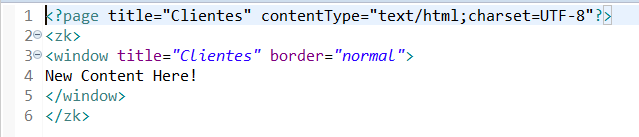 1 <?page title="Clientes" contentType="text/html;charset=UTF-8"?>
2 <zk>
3 <window title="Clientes" border="normal">
4 New Content Here!
5 </window>
6 </zk>